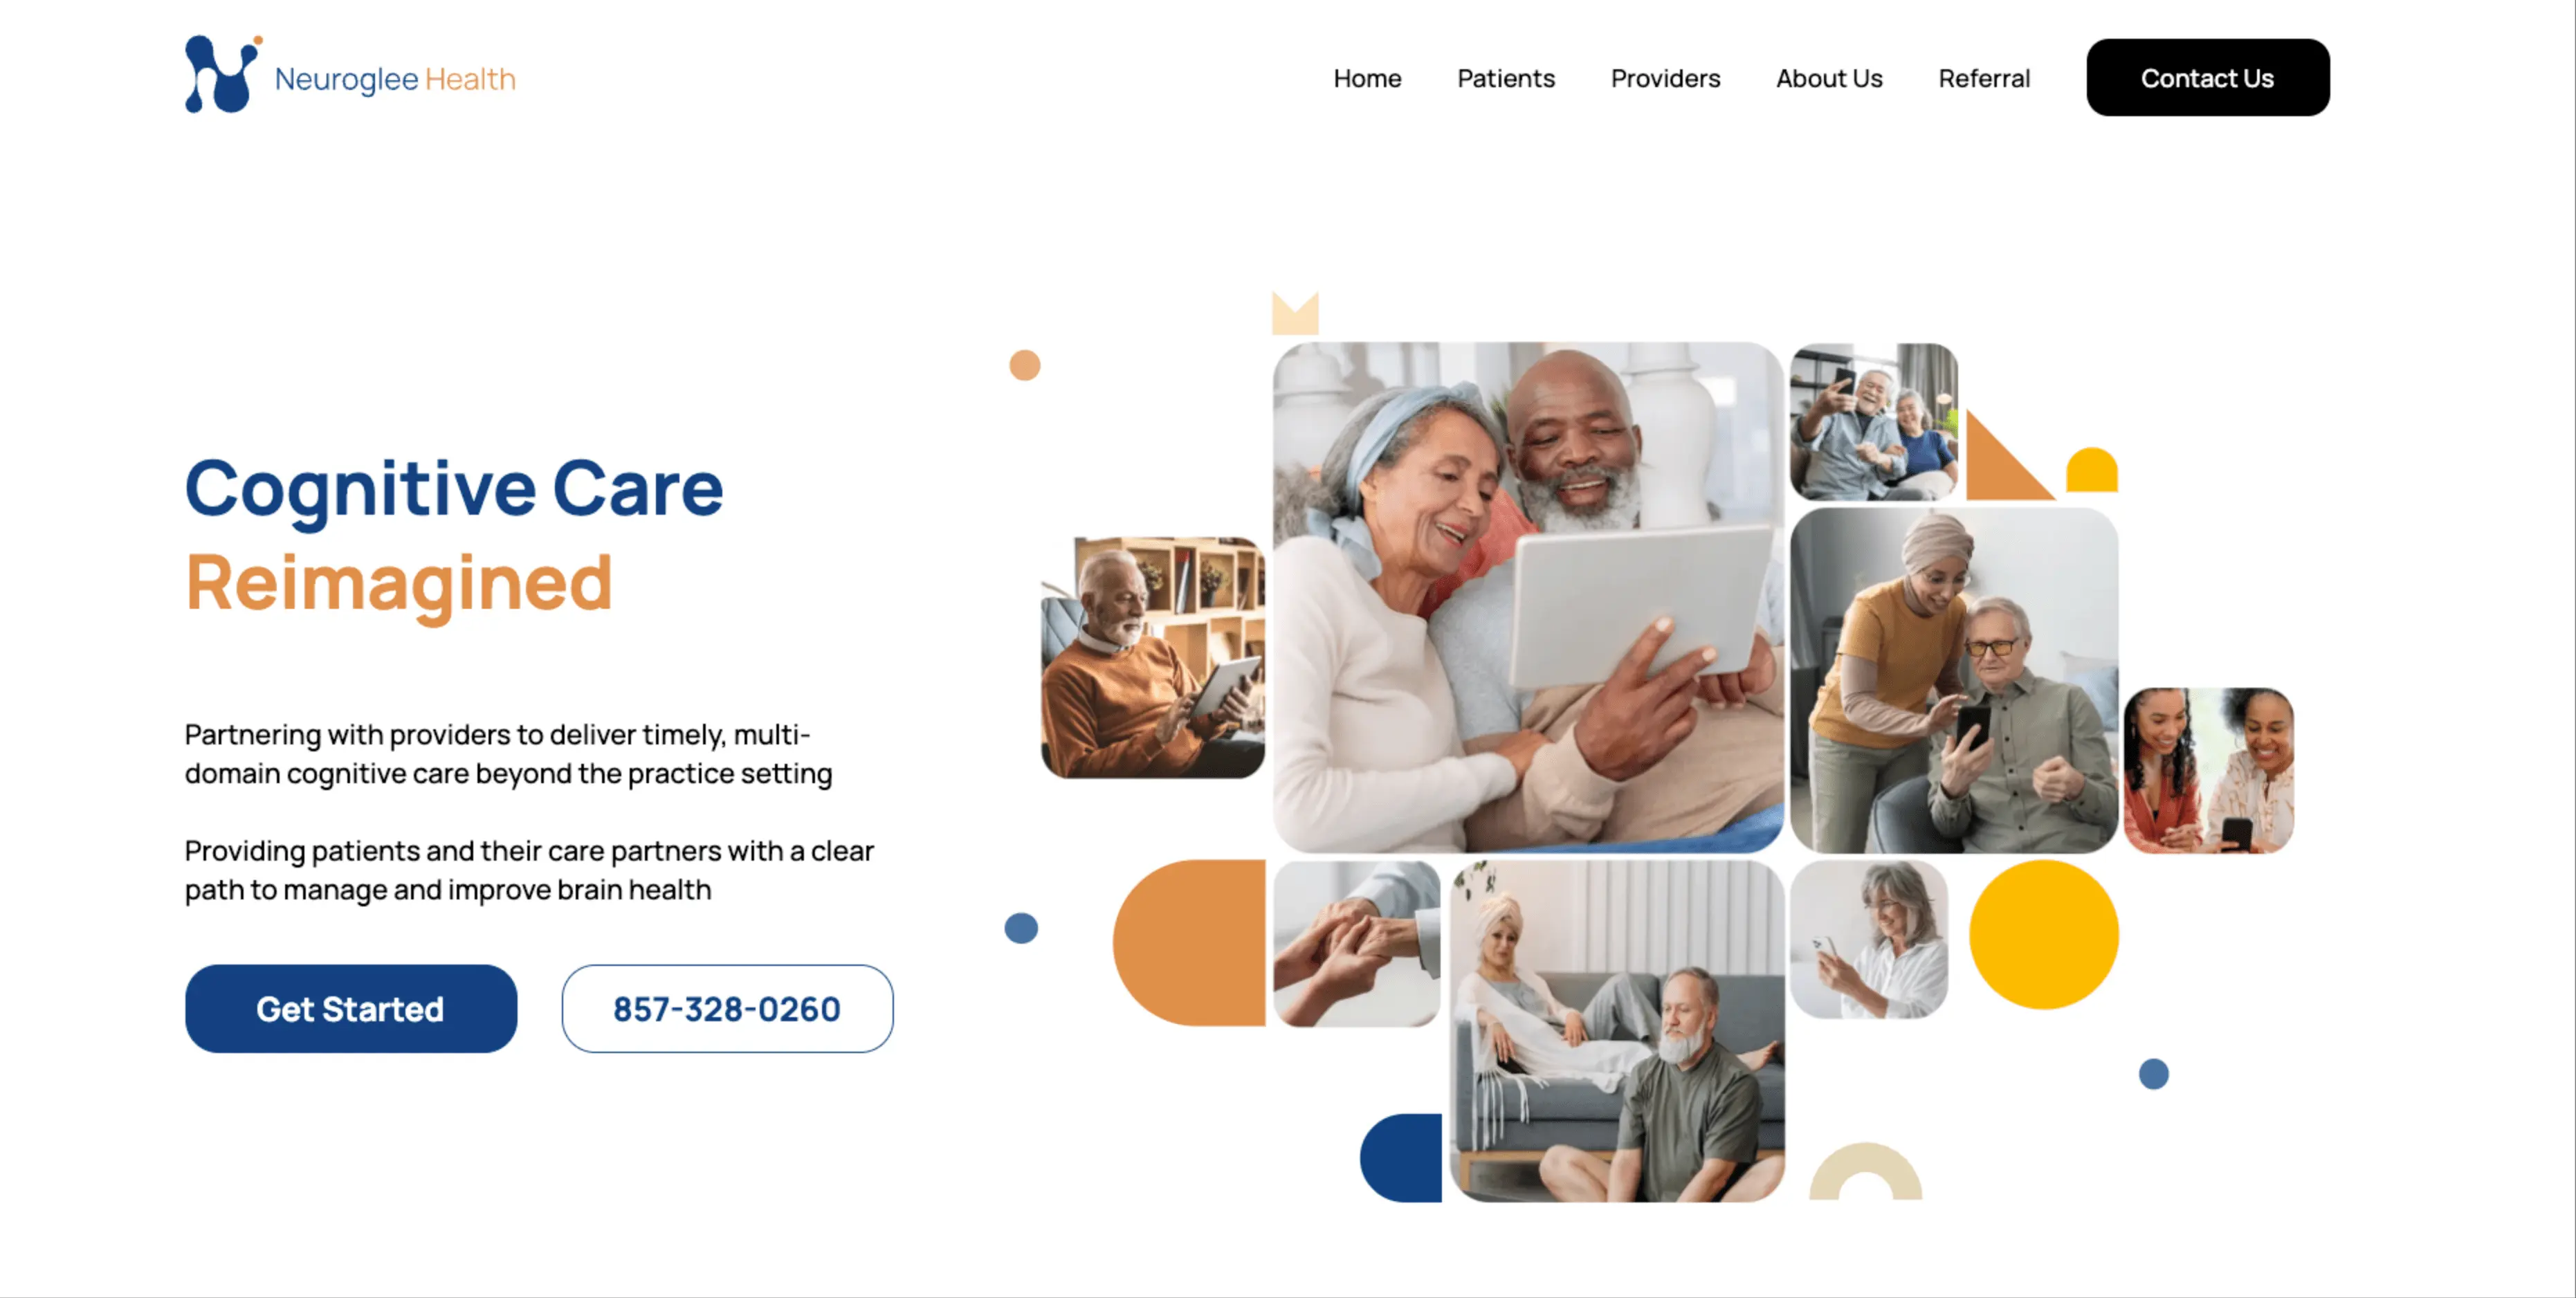 Neuroglee Health
Home
Patients
Providers
About Us
Referral
Contact Us
Cognitive Care
Reimagined
Partnering with providers to deliver timely, multi-
domain cognitive care beyond the practice setting
Providing patients and their care partners with a clear
path to manage and improve brain health
Get Started
857-328-0260